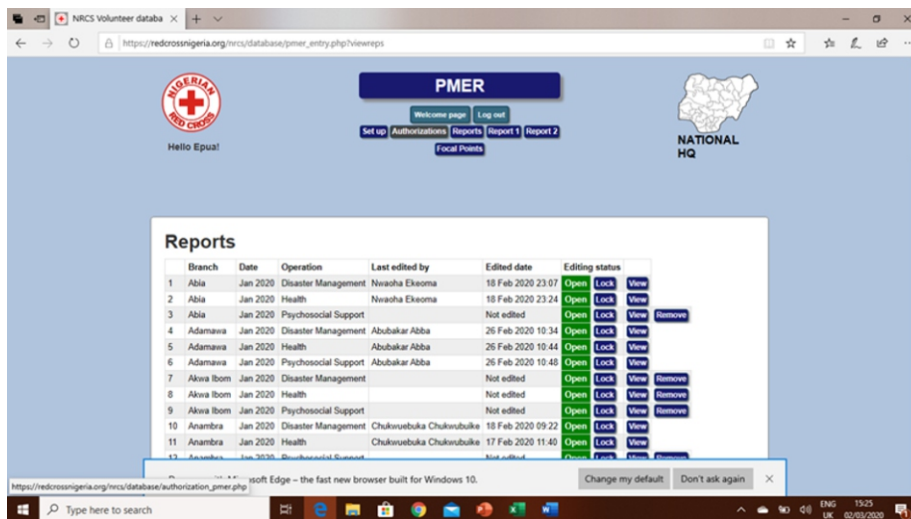 NRCS Volunteer databa
https://redcrossnigeria.org/nrcs/database/pmer_entry.php?viewreps
NIGERIAN
RED CROSS
Hello Epua!
PMER
Welcome page Log out
Set up Authorizations Reports Report 1 Report 2
Focal Points
NATIONAL
HQ
Reports
Branch Date Operation Last edited by Edited date Editing status
1 Abia Jan 2020 Disaster Management Nwaoha Ekeoma 18 Feb 2020 23:07 Open Lock View
2 Abia Jan 2020 Health Nwaoha Ekeoma 18 Feb 2020 23:24 Open Lock View
3 Abia Jan 2020 Psychosocial Support Not edited Open Lock View Remove
4 Adamawa Jan 2020 Disaster Management Abubakar Abba 26 Feb 2020 10:34 Open Lock View
5 Adamawa Jan 2020 Health Abubakar Abba 26 Feb 2020 10:44 Open Lock View
6 Adamawa Jan 2020 Psychosocial Support Abubakar Abba 26 Feb 2020 10:48 Open Lock View
7 Akwa Ibom Jan 2020 Disaster Management Not edited Open Lock View Remove
8 Akwa Ibom Jan 2020 Health Not edited Open Lock View Remove
9 Akwa Ibom Jan 2020 Psychosocial Support Not edited Open Lock View Remove
10 Anambra Jan 2020 Disaster Management Chukwuebuka Chukwubuike 18 Feb 2020 09:22 Open Lock View
11 Anambra Jan 2020 Health Chukwuebuka Chukwubuike 17 Feb 2020 11:40 Open Lock View
12 Anambra Jan 2020 Psychosocial Support Not edited Open Lock View Remove
soft Edge – the fast new browser built for Windows 10. Change my default Don't ask again
https://redcrossnigeria.org/nrcs/database/authorization_pmer.php
Type here to search
ENG 15:25
UK 02/03/2020